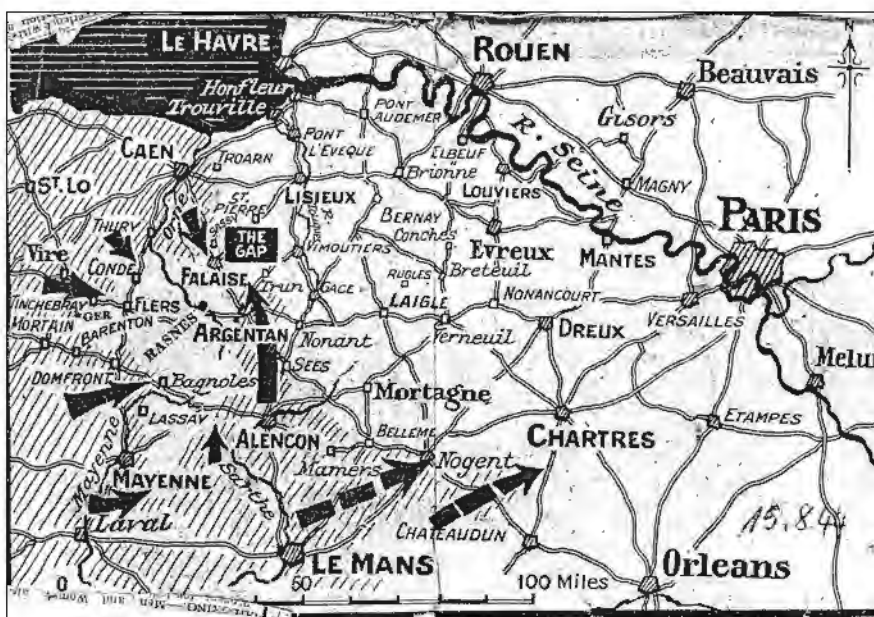 LE HAVRE
ROUEN
Beauvais
N
Honfleur
Trouville
PONT AUDEMER
Gisors
R. Seine
CAEN
TROARN
PONT L'EVEQUE
ELBEUF
Brionne
LOUVIERS
MAGNY
ST. LO
ST. PIERRE
LISIEUX
BERNAY
Conches
PARIS
THURY
Orne
THE GAP
VIMOUTIERS
Evreux
MANTES
Vire
CONDE
FALAISE
Trun
GACE
RUGLES
Breteuil
TINCHEBRAY
GER
FLERS
LAIGLE
NONANCOURT
VERSAILLES
MORTAIN
BARENTON
RASNES
ARGENTAN
Nonant
Verneuil
DREUX
DOMFRONT
Bagnoles
SEES
Mortagne
Melu
LASSAY
ALENCON
BELLEME
CHARTRES
ETAMPES
Mayenne
MAYENNE
Sarthe
Mamers
Nogent
Laval
CHATEAUDUN
15.8.44
LE MANS
Orleans
0 50 100 Miles